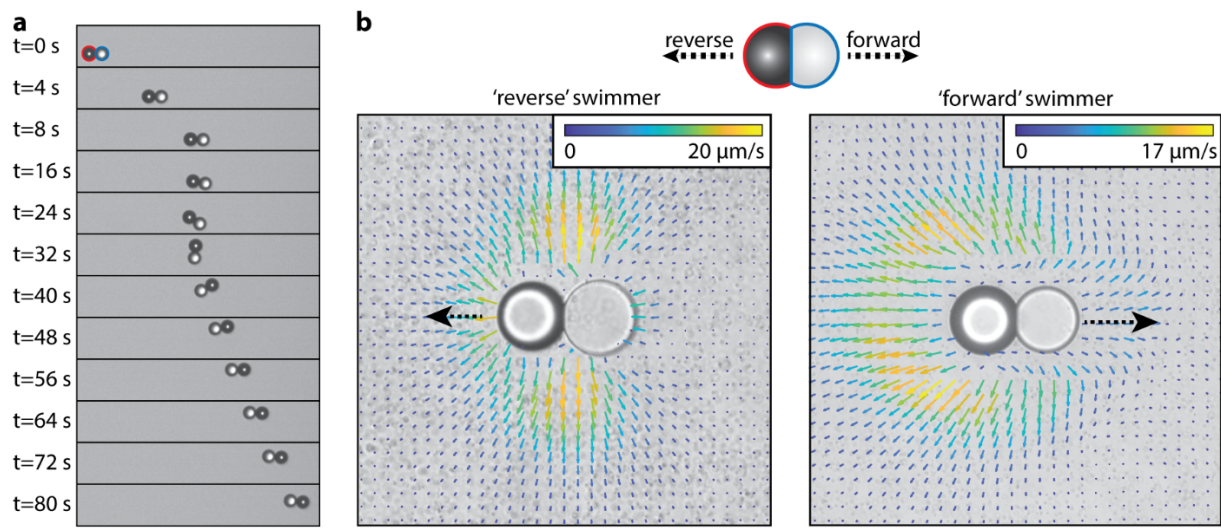 a
t=0 s
t=4 s
t=8 s
t=16 s
t=24 s
t=32 s
t=40 s
t=48 s
t=56 s
t=64 s
t=72 s
t=80 s
b
reverse
forward
'reverse' swimmer
0 20 µm/s
'forward' swimmer
0 17 µm/s